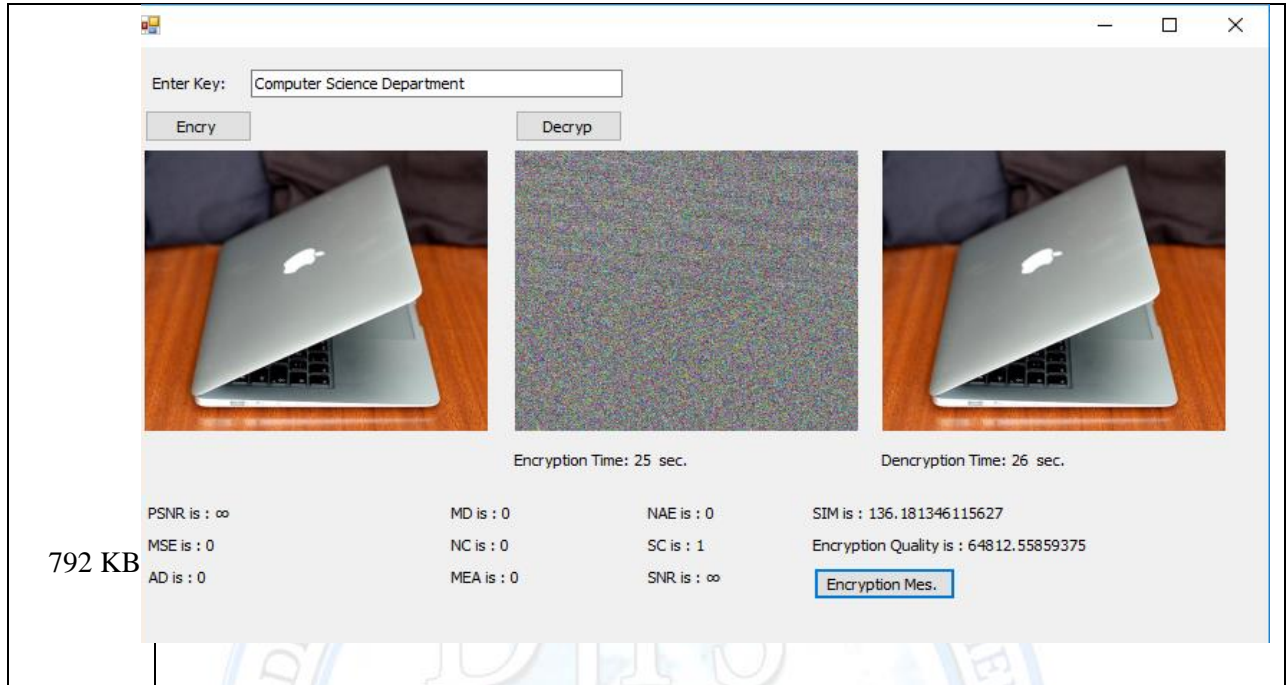 Enter Key: Computer Science Department
Encry Decryp
Encryption Time: 25 sec. Dencryption Time: 26 sec.
PSNR is : ∞ MD is : 0 NAE is : 0 SIM is : 136.181346115627
MSE is : 0 NC is : 0 SC is : 1 Encryption Quality is : 64812.55859375
792 KB
AD is : 0 MEA is : 0 SNR is : ∞ Encryption Mes.